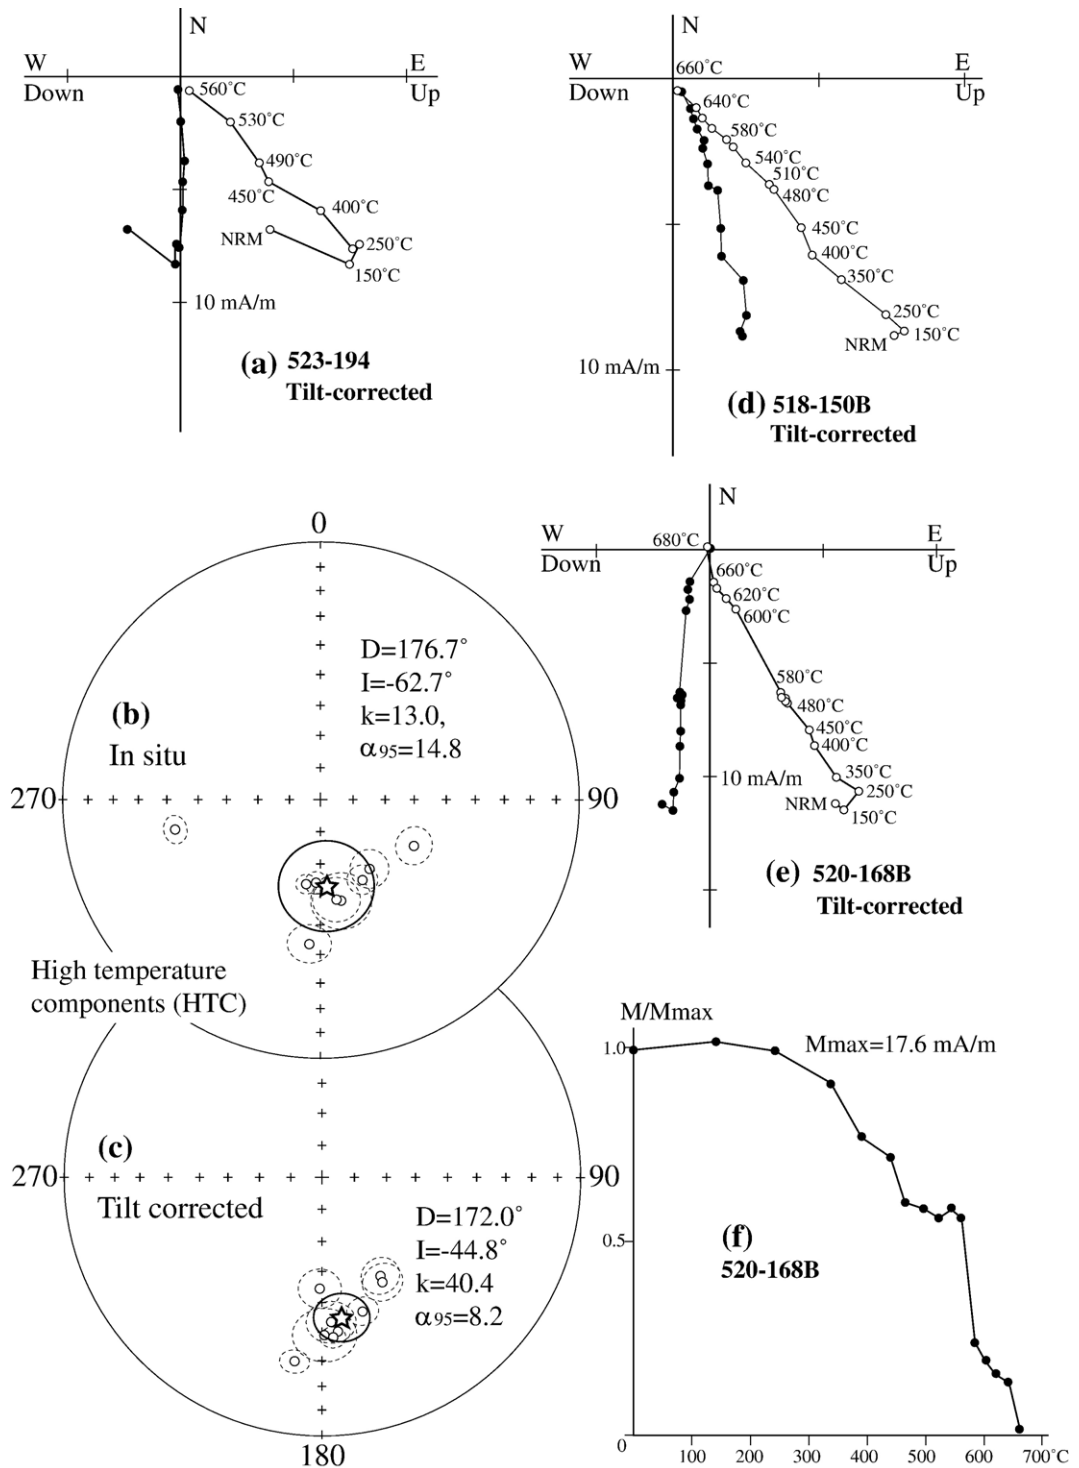 N
W
E
Down
Up
560˚C
530˚C
490˚C
450˚C
400˚C
NRM
250˚C
150˚C
10 mA/m
(a) 523-194
Tilt-corrected
N
W
E
660˚C
Down
Up
640˚C
580˚C
540˚C
510˚C
480˚C
450˚C
400˚C
350˚C
250˚C
NRM
150˚C
10 mA/m
(d) 518-150B
Tilt-corrected
0
D=176.7˚
I=-62.7˚
k=13.0,
α95=14.8
(b)
In situ
270
90
High temperature
components (HTC)
N
W
E
680˚C
Down
Up
660˚C
620˚C
600˚C
580˚C
480˚C
450˚C
400˚C
10 mA/m
350˚C
250˚C
NRM
150˚C
(e) 520-168B
Tilt-corrected
(c)
270
90
Tilt corrected
D=172.0˚
I=-44.8˚
k=40.4
α95=8.2
180
M/Mmax
1.0
Mmax=17.6 mA/m
0.5
(f)
520-168B
0
100 200 300 400 500 600 700˚C